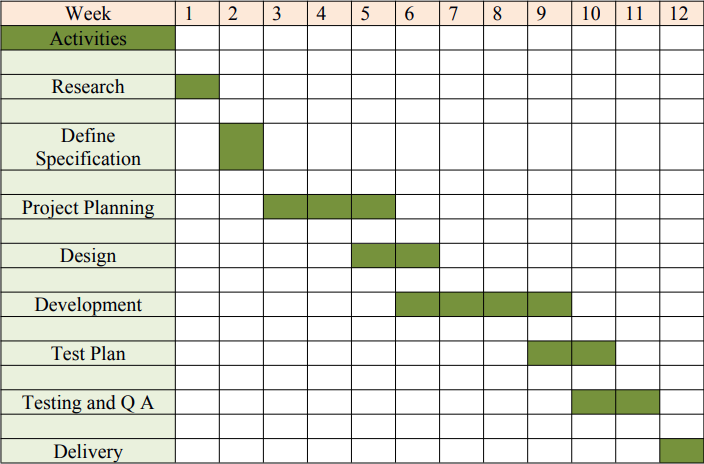 Week 1 2 3 4 5 6 7 8 9 10 11 12
Activities
Research
Define
Specification
Project Planning
Design
Development
Test Plan
Testing and Q A
Delivery